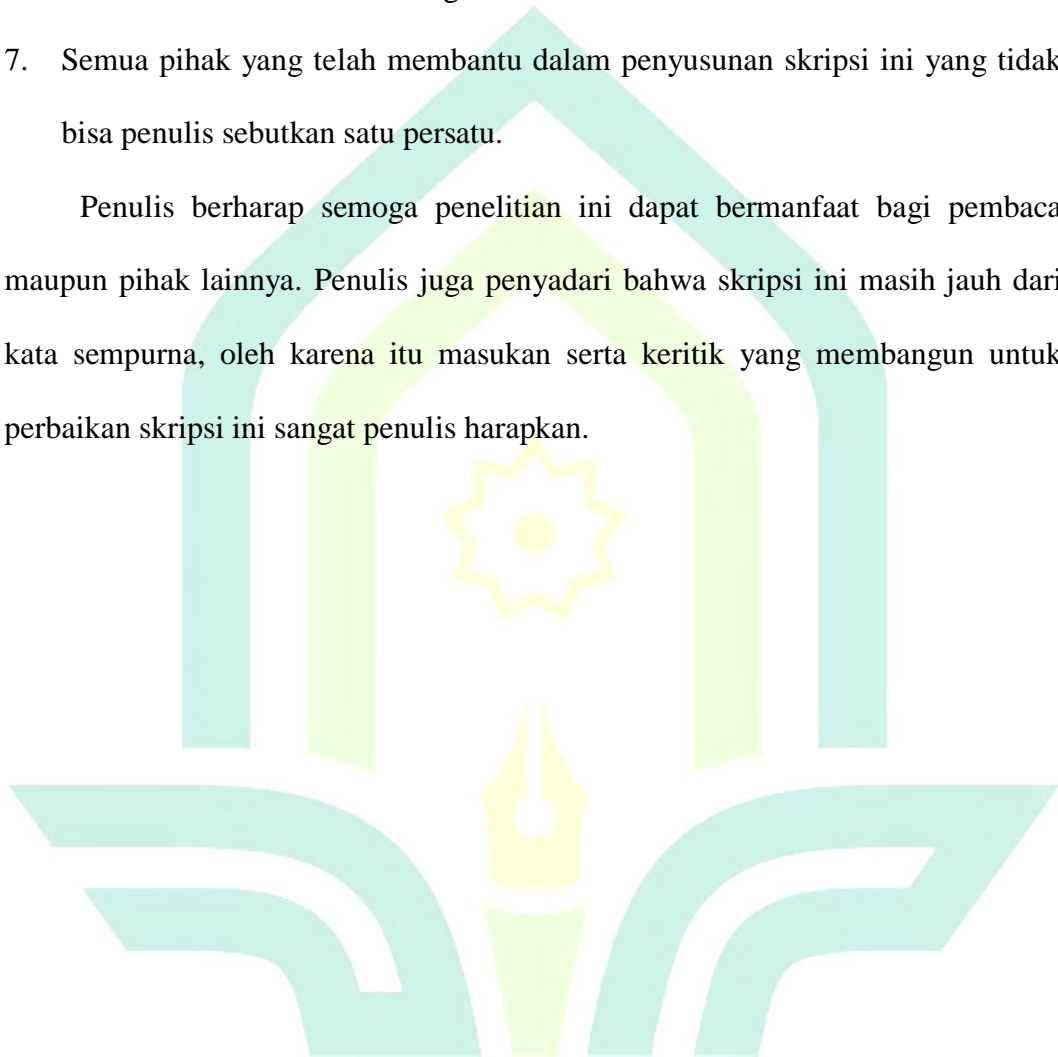 7. Semua pihak yang telah membantu dalam penyusunan skripsi ini yang tidak
bisa penulis sebutkan satu persatu.
Penulis berharap semoga penelitian ini dapat bermanfaat bagi pembaca
maupun pihak lainnya. Penulis juga penyadari bahwa skripsi ini masih jauh dari
kata sempurna, oleh karena itu masukan serta keritik yang membangun untuk
perbaikan skripsi ini sangat penulis harapkan.